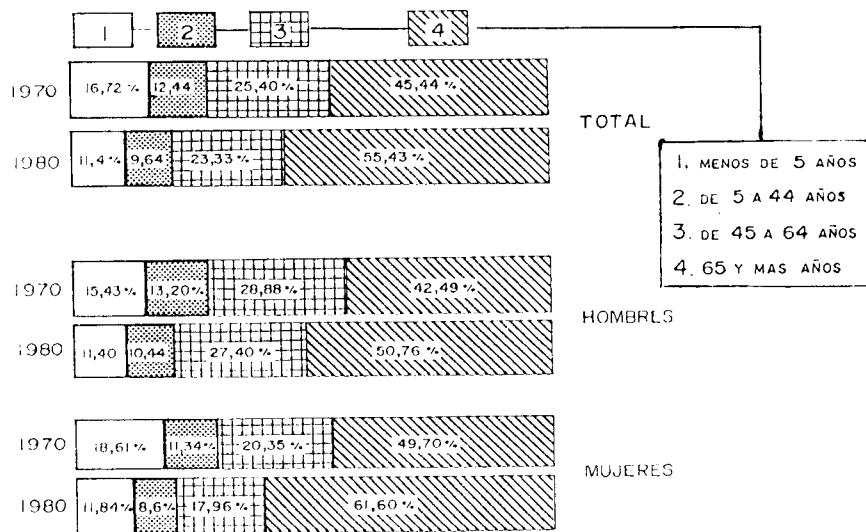 1 2 3 4
1970 16,72 % 12,44 25,40 % 45,44 %
TOTAL
1980 11,4 % 9,64 23,33 % 55,43 %
1. MENOS DE 5 AÑOS
2. DE 5 A 44 AÑOS
3. DE 45 A 64 AÑOS
4. 65 Y MAS AÑOS
1970 15,43 % 13,20 % 28,88 % 42,49 %
HOMBRES
1980 11,40 10,44 27,40 % 50,76 %
1970 18,61 % 11,34 % 20,35 % 49,70 %
MUJERES
1980 11,84 % 8,6 % 17,96 % 61,60 %